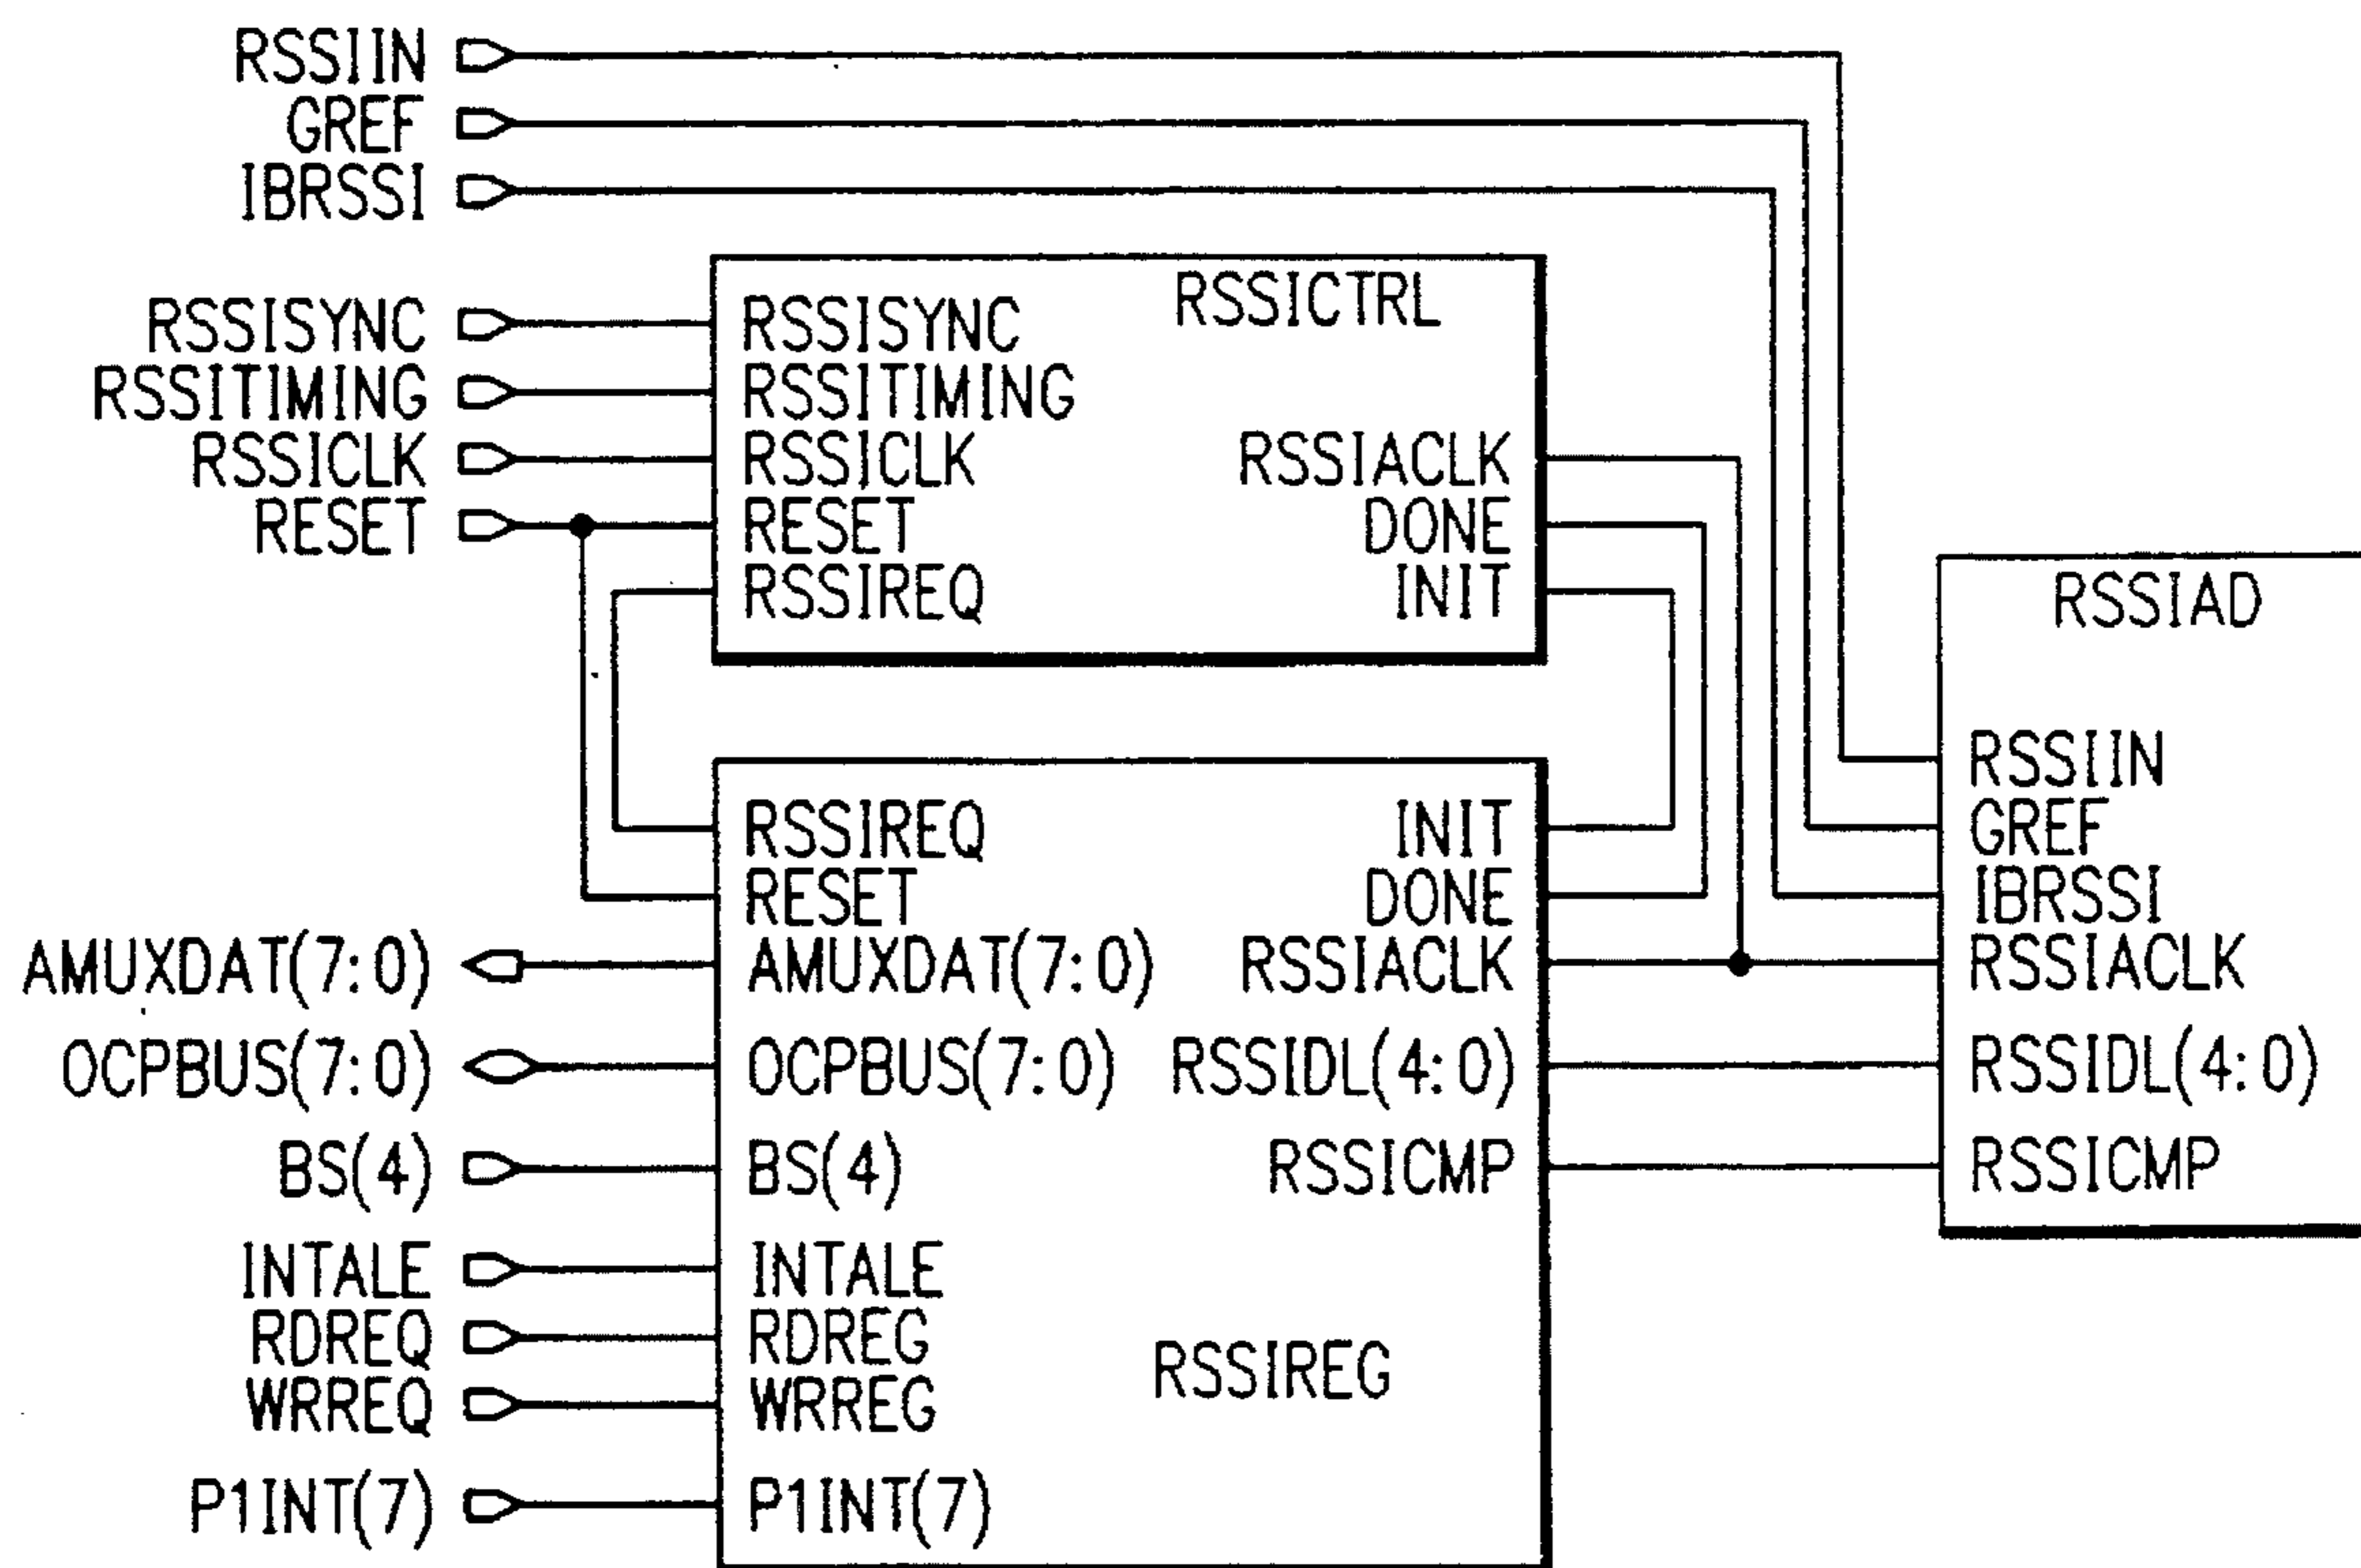 RSSIIN
GREF
IBRSSI
RSSICTRL
RSSISYNC RSSISYNC
RSSITIMING RSSITIMING
RSSICLK RSSICLK RSSIACLK
RESET RESET DONE
RSSIREQ INIT
RSSIAD
RSSIIN
RSSIREQ INIT GREF
RESET DONE IBRSSI
AMUXDAT(7:0) AMUXDAT(7:0) RSSIACLK RSSIACLK
OCPBUS(7:0) OCPBUS(7:0) RSSIDL(4:0) RSSIDL(4:0)
BS(4) BS(4) RSSICMP RSSICMP
INTALE INTALE
RDREQ RDREG
WRREQ WRREG
RSSIREG
P1INT(7) P1INT(7)